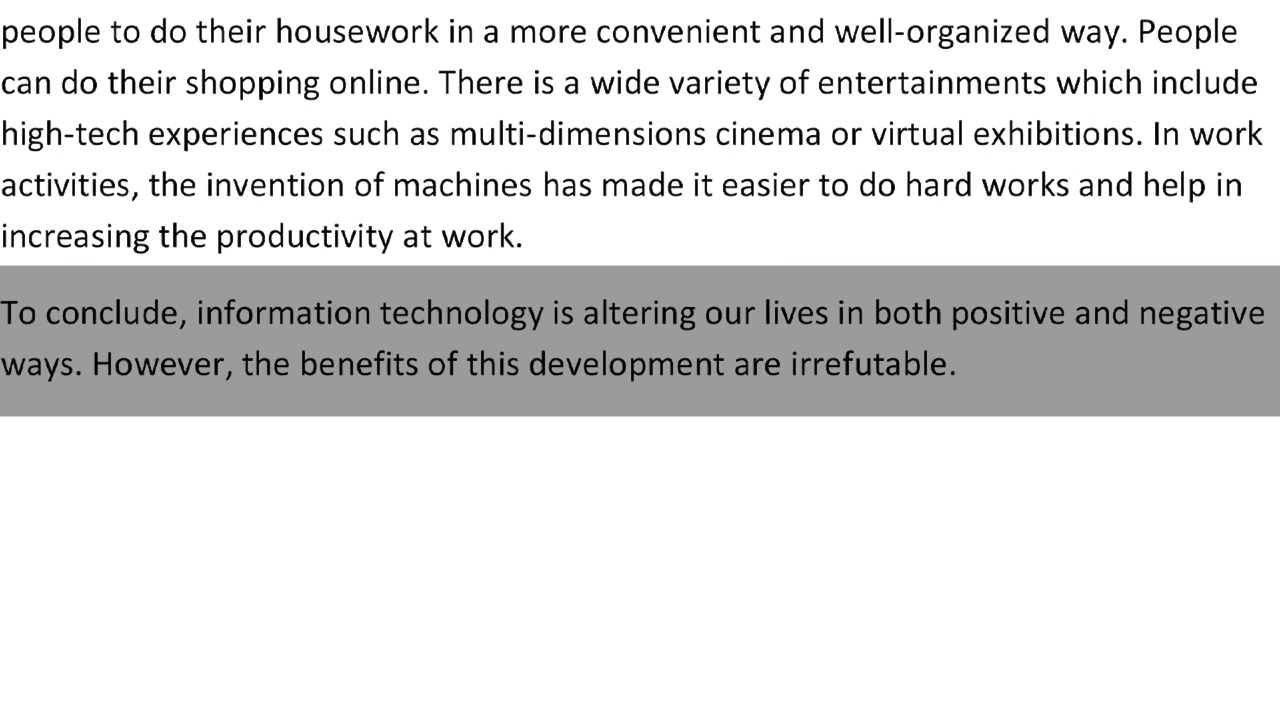 people to do their housework in a more convenient and well-organized way. People
can do their shopping online. There is a wide variety of entertainments which include
high-tech experiences such as multi-dimensions cinema or virtual exhibitions. In work
activities, the invention of machines has made it easier to do hard works and help in
increasing the productivity at work.
To conclude, information technology is altering our lives in both positive and negative
ways. However, the benefits of this development are irrefutable.